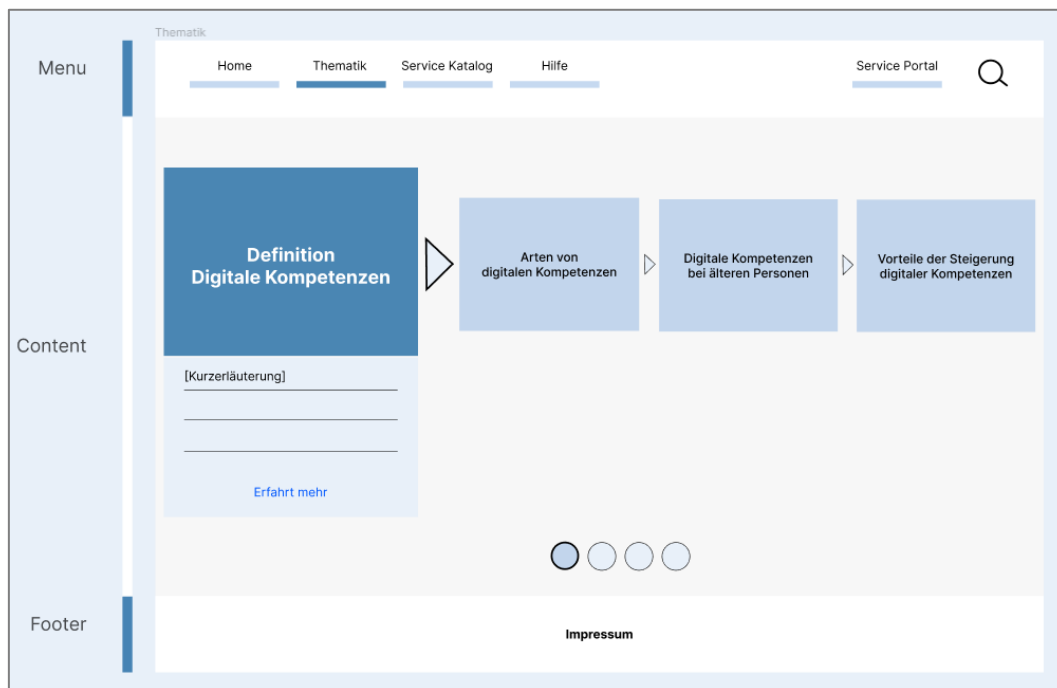 Thematik
Menu
Home
Thematik
Service Katalog
Hilfe
Service Portal
Content
Definition
Digitale Kompetenzen
Arten von
digitalen Kompetenzen
Digitale Kompetenzen
bei älteren Personen
Vorteile der Steigerung
digitaler Kompetenzen
[Kurzerläuterung]
Erfahrt mehr
Footer
Impressum